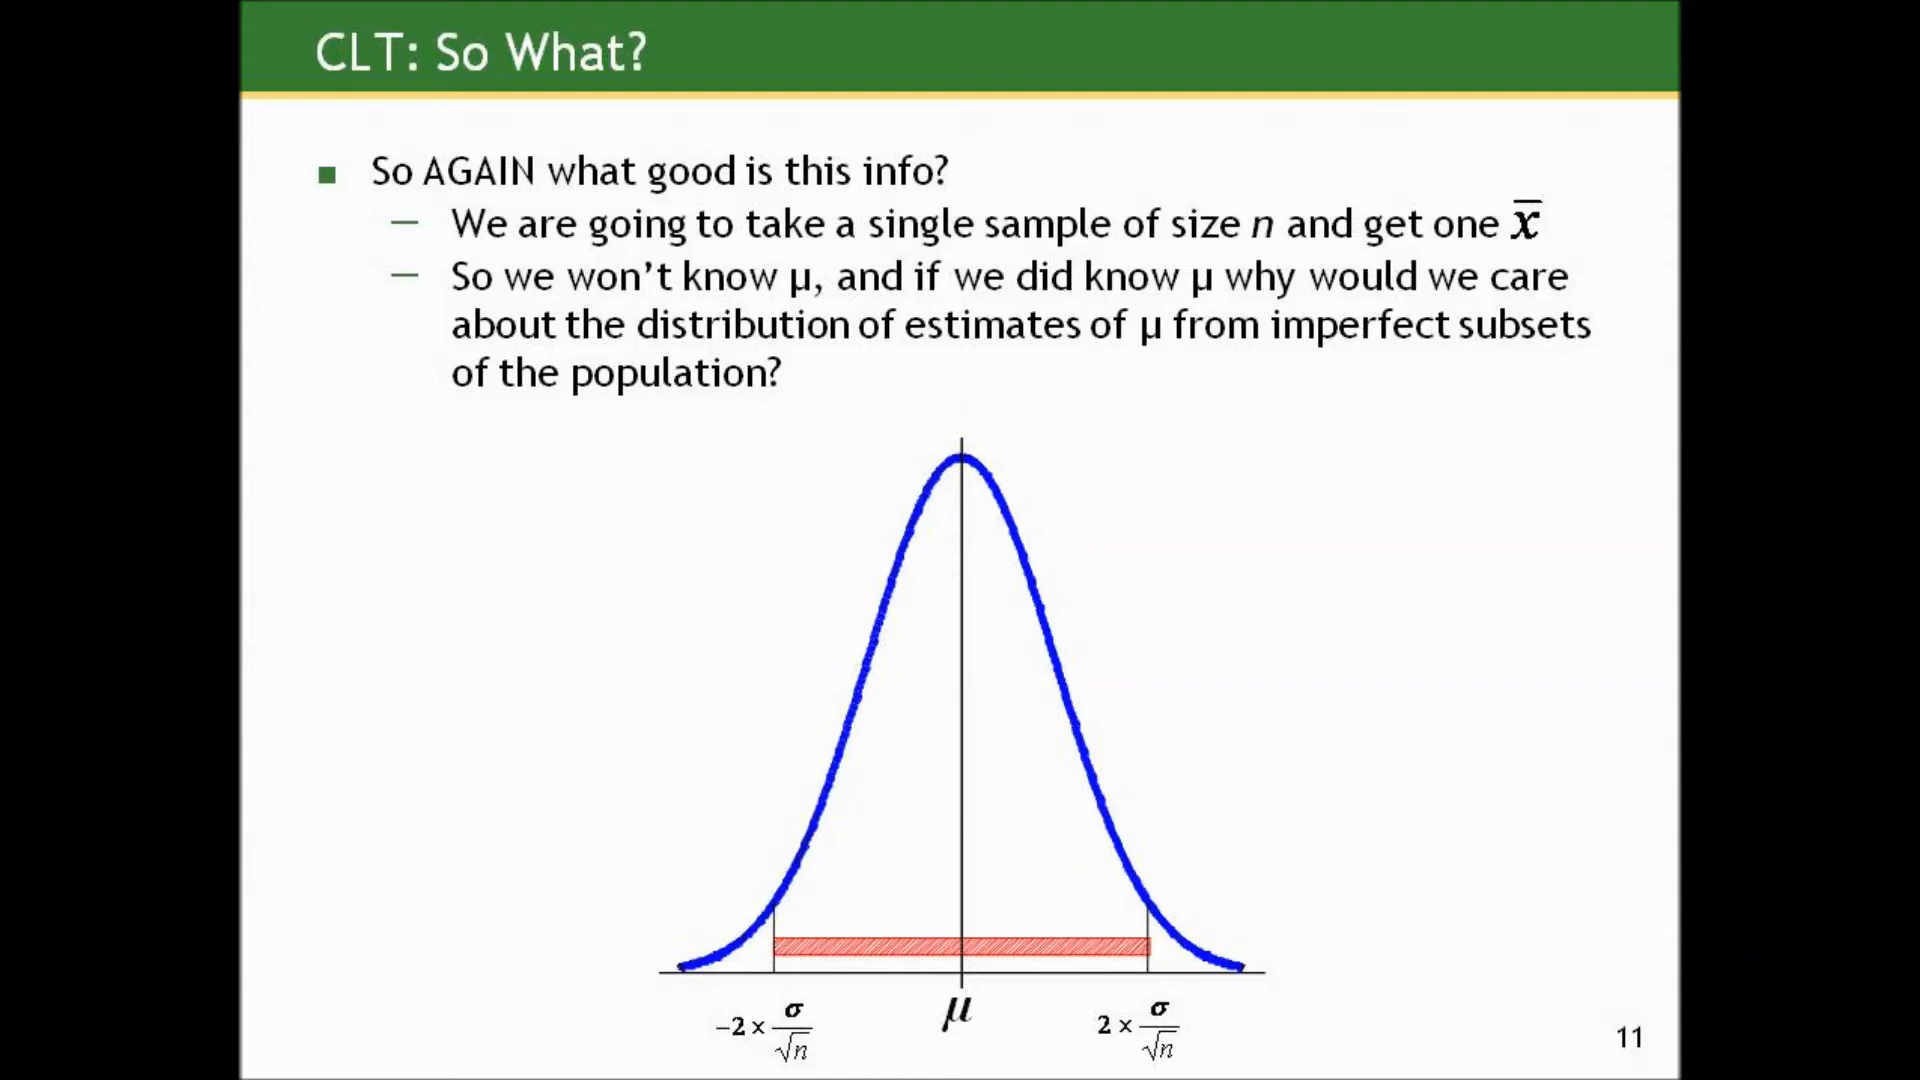 CLT: So What?
So AGAIN what good is this info?
— We are going to take a single sample of size n and get one x̅
— So we won't know μ, and if we did know μ why would we care
about the distribution of estimates of μ from imperfect subsets
of the population?
−2 × σ/√n
μ
2 × σ/√n
11